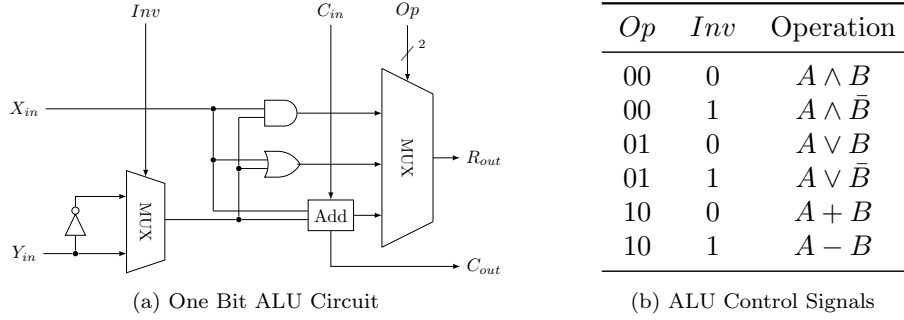 Inv C_in Op
2
X_in
MUX
R_out
MUX
Add
Y_in
C_out
(a) One Bit ALU Circuit
Op Inv Operation
00 0 A ∧ B
00 1 A ∧ B̄
01 0 A ∨ B
01 1 A ∨ B̄
10 0 A + B
10 1 A − B
(b) ALU Control Signals